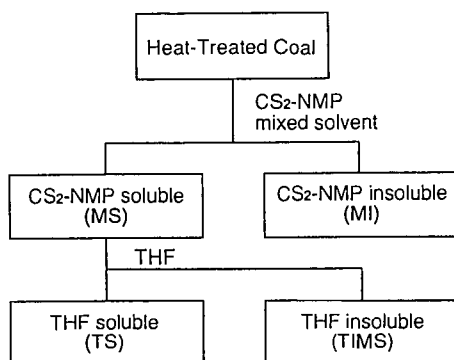 Heat-Treated Coal
CS2-NMP
mixed solvent
CS2-NMP soluble
(MS)
CS2-NMP insoluble
(MI)
THF
THF soluble
(TS)
THF insoluble
(TIMS)